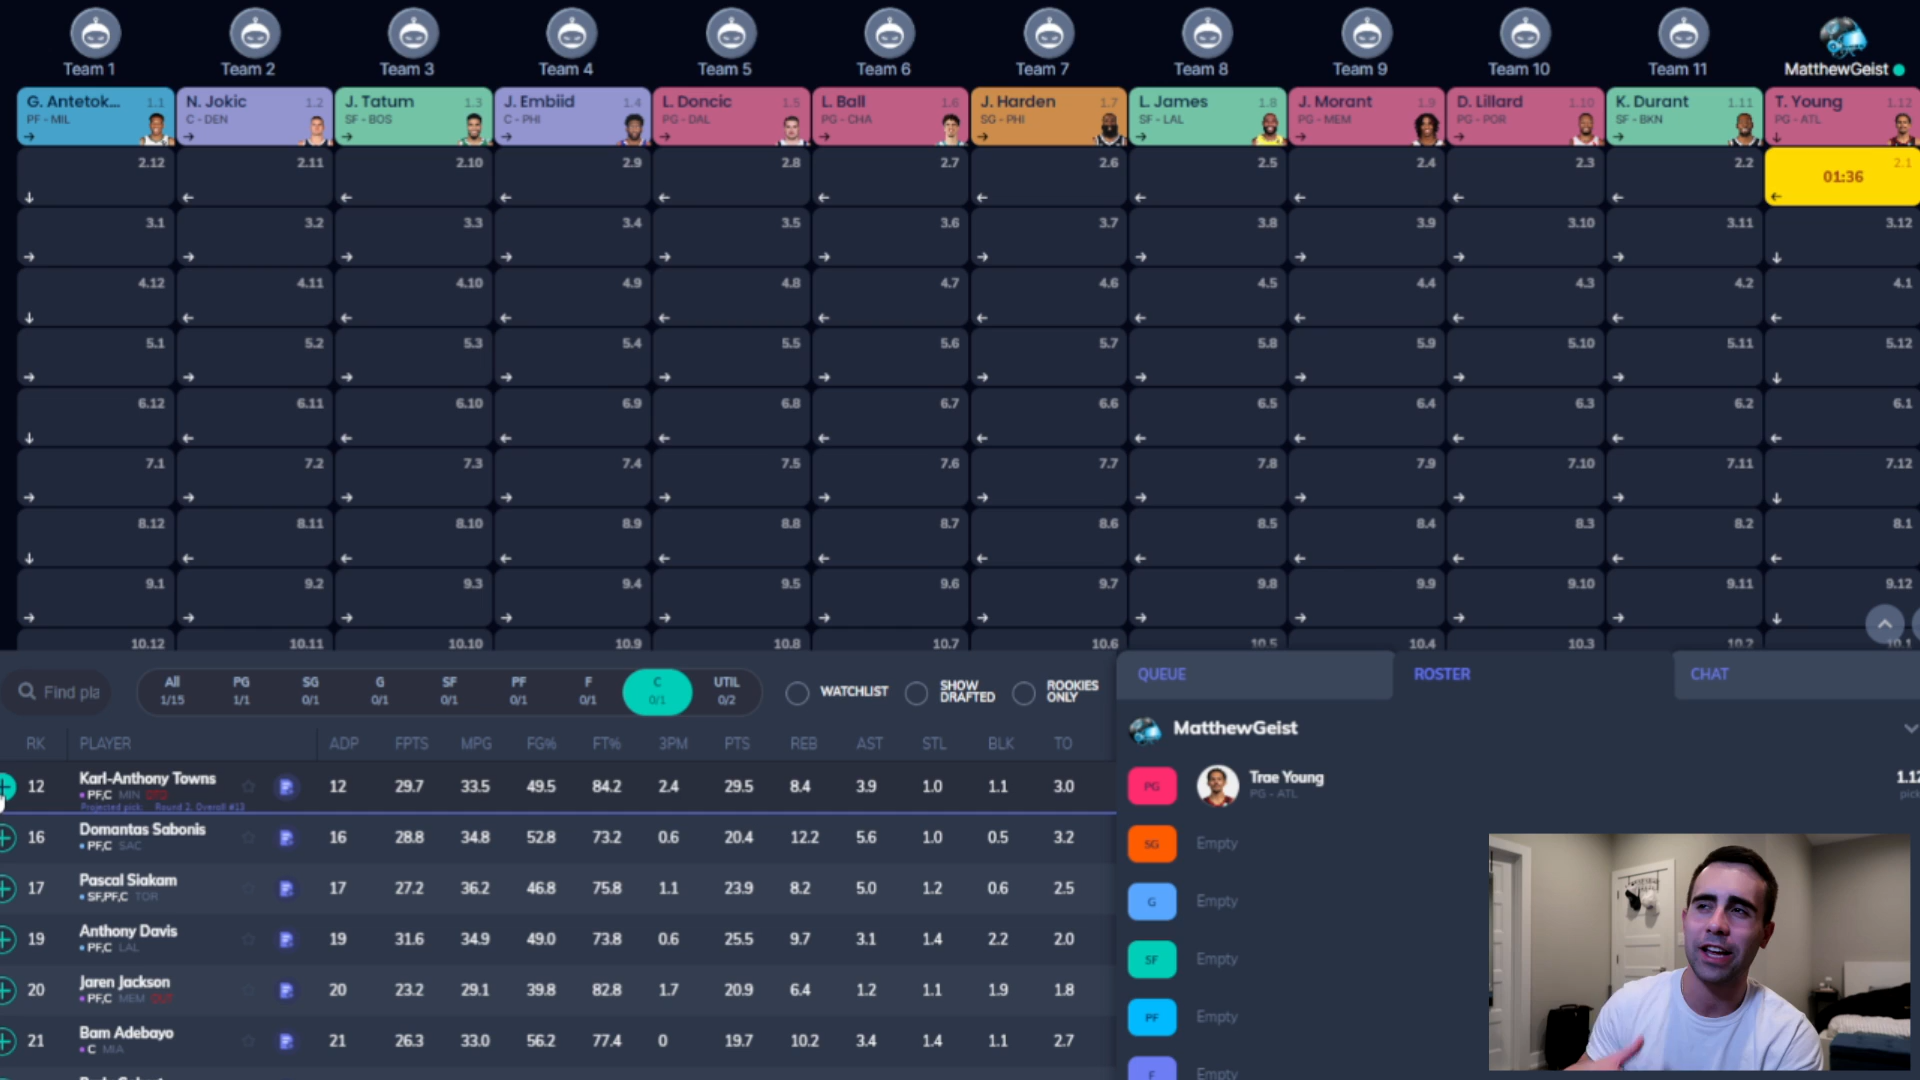 Team 1 Team 2 Team 3 Team 4 Team 5 Team 6 Team 7 Team 8 Team 9 Team 10 Team 11 MatthewGeist
G. Antetok... 1.1 N. Jokic 1.2 J. Tatum 1.3 J. Embiid 1.4 L. Doncic 1.5 L. Ball 1.6 J. Harden 1.7 L. James 1.8 J. Morant 1.9 D. Lillard 1.10 K. Durant 1.11 T. Young 1.12
PF - MIL C - DEN SF - BOS C - PHI PG - DAL PG - CHA SG - PHI SF - LAL PG - MEM PG - POR SF - BKN PG - ATL
2.12 2.11 2.10 2.9 2.8 2.7 2.6 2.5 2.4 2.3 2.2 2.1
01:36
3.1 3.2 3.3 3.4 3.5 3.6 3.7 3.8 3.9 3.10 3.11 3.12
4.12 4.11 4.10 4.9 4.8 4.7 4.6 4.5 4.4 4.3 4.2 4.1
5.1 5.2 5.3 5.4 5.5 5.6 5.7 5.8 5.9 5.10 5.11 5.12
6.12 6.11 6.10 6.9 6.8 6.7 6.6 6.5 6.4 6.3 6.2 6.1
7.1 7.2 7.3 7.4 7.5 7.6 7.7 7.8 7.9 7.10 7.11 7.12
8.12 8.11 8.10 8.9 8.8 8.7 8.6 8.5 8.4 8.3 8.2 8.1
9.1 9.2 9.3 9.4 9.5 9.6 9.7 9.8 9.9 9.10 9.11 9.12
10.12 10.11 10.10 10.9 10.8 10.7 10.6 10.5 10.4 10.3 10.2 10.1
Find pla
All PG SG G SF PF F C UTIL
1/15 1/1 0/1 0/1 0/1 0/1 0/1 0/1 0/2
WATCHLIST
SHOW
DRAFTED
ROOKIES
ONLY
RK PLAYER ADP FPTS MPG FG% FT% 3PM PTS REB AST STL BLK TO
12 Karl-Anthony Towns 12 29.7 33.5 49.5 84.2 2.4 29.5 8.4 3.9 1.0 1.1 3.0
PF,C MIN
Projected pick: Round 2, Overall #13
16 Domantas Sabonis 16 28.8 34.8 52.8 73.2 0.6 20.4 12.2 5.6 1.0 0.5 3.2
PF,C SAC
17 Pascal Siakam 17 27.2 36.2 46.8 75.8 1.1 23.9 8.2 5.0 1.2 0.6 2.5
SF,PF,C TOR
19 Anthony Davis 19 31.6 34.9 49.0 73.8 0.6 25.5 9.7 3.1 1.4 2.2 2.0
PF,C LAL
20 Jaren Jackson 20 23.2 29.1 39.8 82.8 1.7 20.9 6.4 1.2 1.1 1.9 1.8
PF,C MEM OUT
21 Bam Adebayo 21 26.3 33.0 56.2 77.4 0 19.7 10.2 3.4 1.4 1.1 2.7
C MIA
QUEUE ROSTER CHAT
MatthewGeist
PG Trae Young 1.12
PG - ATL pick
SG Empty
G Empty
SF Empty
PF Empty
F Empty